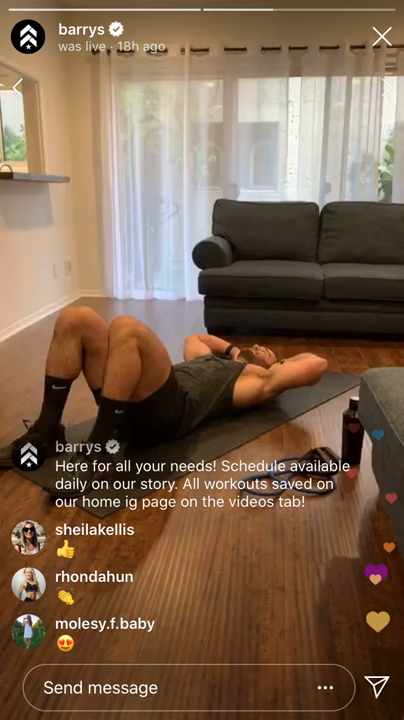 barrys
was live · 18h ago
barrys
Here for all your needs! Schedule available
daily on our story. All workouts saved on
our home ig page on the videos tab!
sheilakellis
👍
rhondahun
👏
molesy.f.baby
😍
Send message